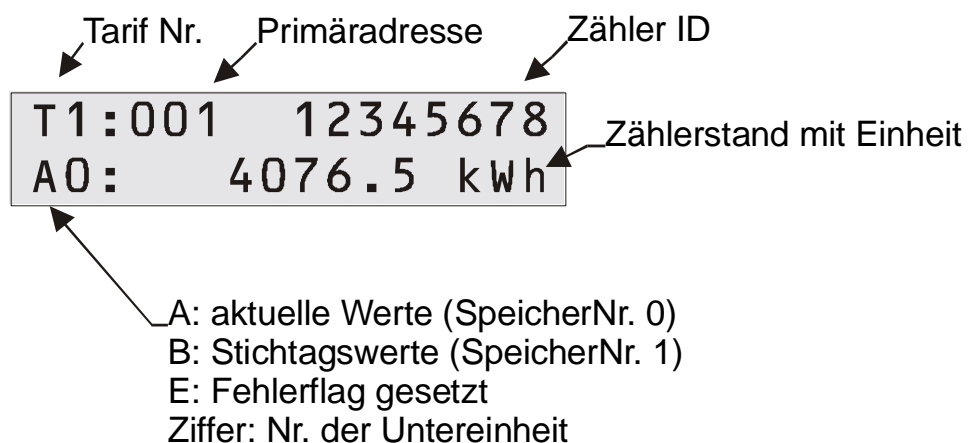 Tarif Nr. Primäradresse Zähler ID
T1:001 12345678
Zählerstand mit Einheit
A0: 4076.5 kWh
A: aktuelle Werte (SpeicherNr. 0)
B: Stichtagswerte (SpeicherNr. 1)
E: Fehlerflag gesetzt
Ziffer: Nr. der Untereinheit